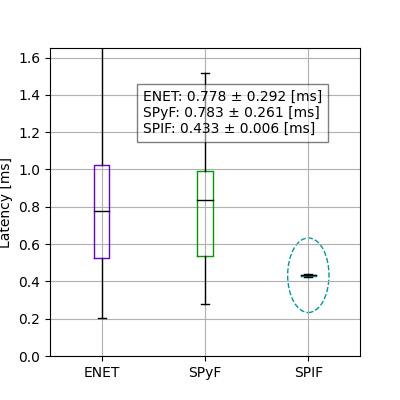 1.6
1.4
1.2
1.0
0.8
0.6
0.4
0.2
0.0
Latency [ms]
ENET: 0.778 ± 0.292 [ms]
SPyF: 0.783 ± 0.261 [ms]
SPIF: 0.433 ± 0.006 [ms]
ENET
SPyF
SPIF